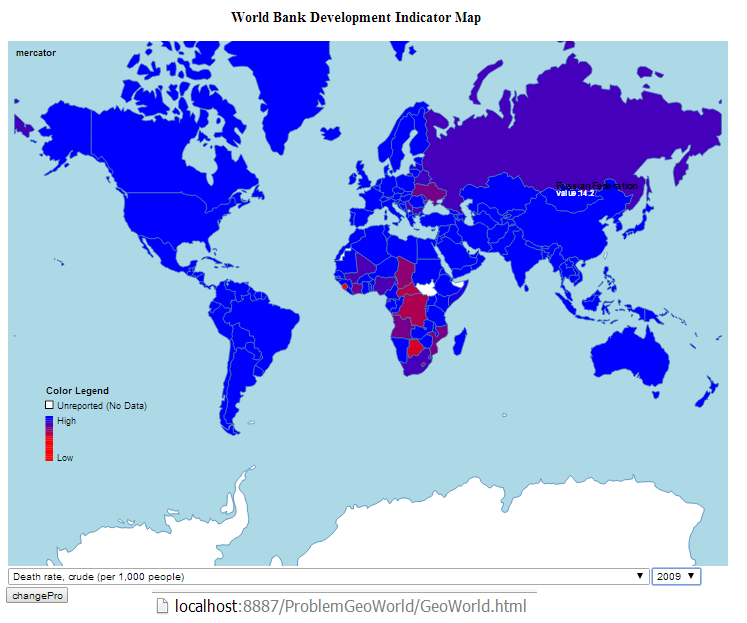 World Bank Development Indicator Map
mercator
Russian Federation
value:14.2
Color Legend
Unreported (No Data)
High
Low
Death rate, crude (per 1,000 people)
2009
changePro
localhost:8887/ProblemGeoWorld/GeoWorld.html